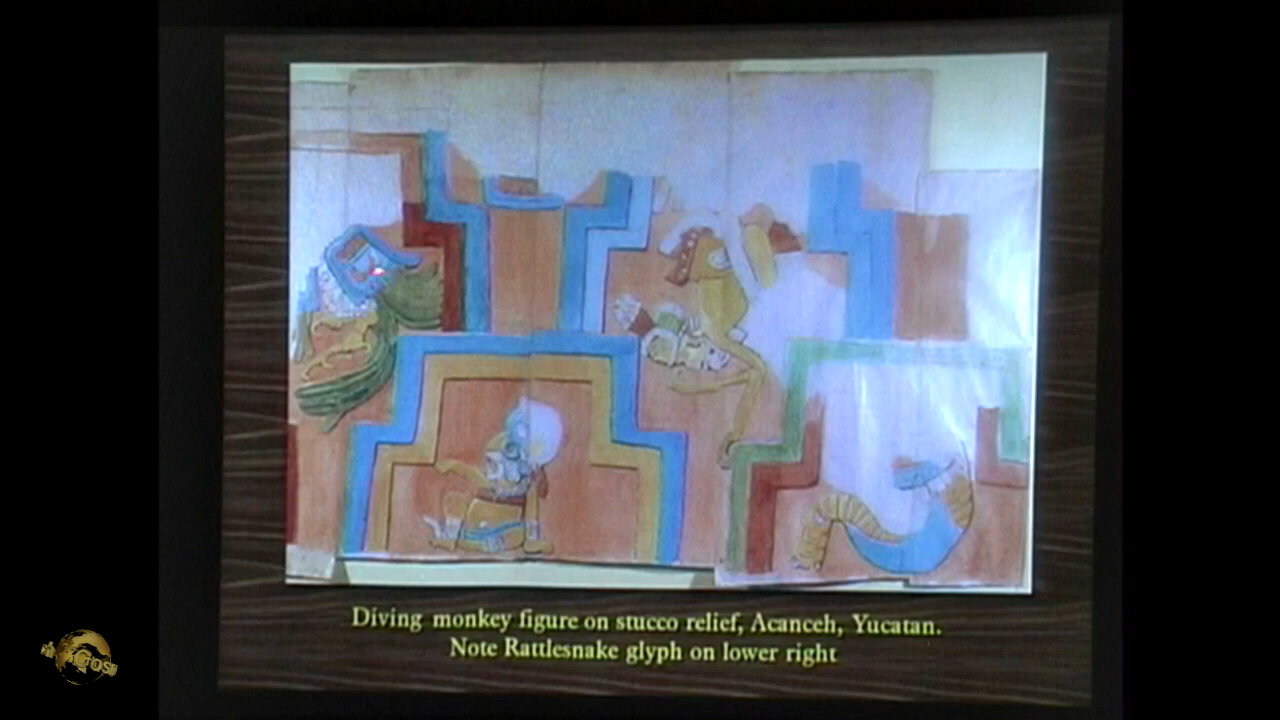 Diving monkey figure on stucco relief, Acanceh, Yucatan.
Note Rattlesnake glyph on lower right